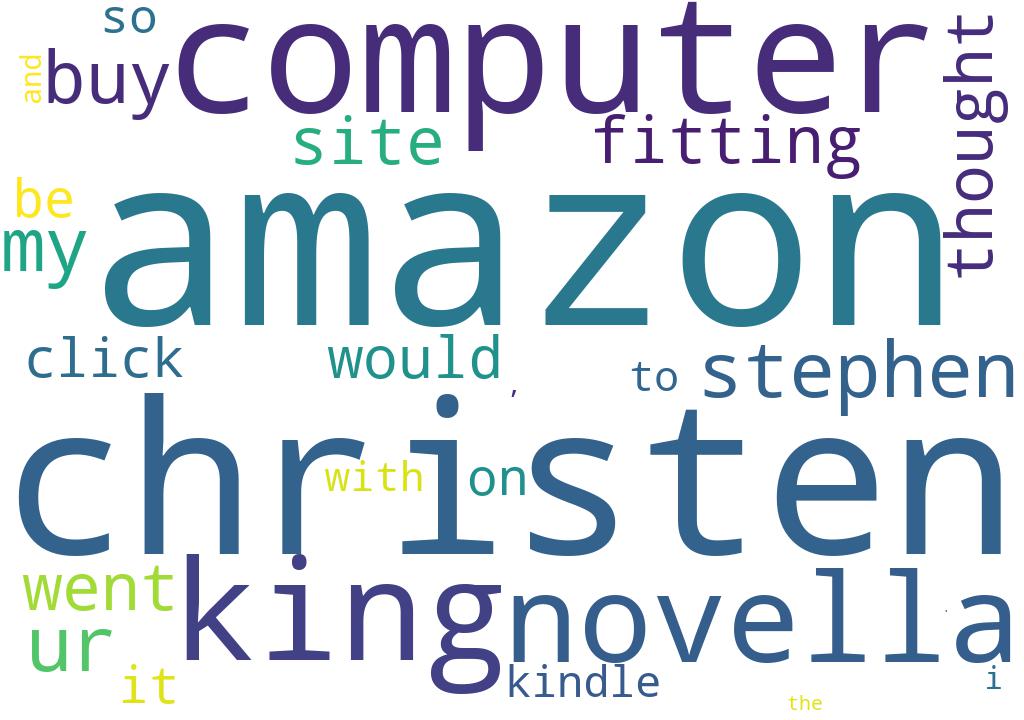 so
computer
and
buy
thought
site
fitting
be
my
amazon
click
would
,
to
stephen
christen
with
on
went
king
novella
ur
it
kindle
.
i
the